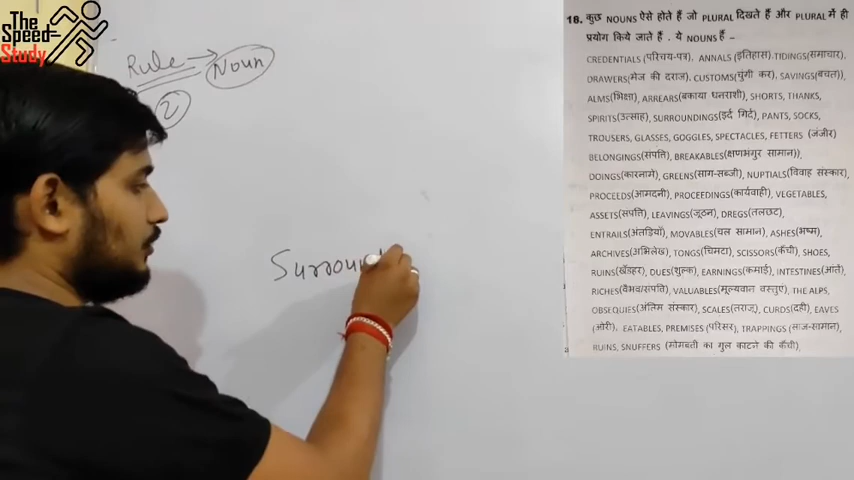 The
Speed-
Study
Rule → Noun
2
Surround
18. कुछ NOUNS ऐसे होते हैं जो PLURAL दिखते हैं और PLURAL में ही
प्रयोग किये जाते हैं . ये NOUNS हैं –
CREDENTIALS (परिचय-पत्र), ANNALS (इतिहास).TIDINGS(समाचार),
DRAWERS(मेज की दराज), CUSTOMS(चुंगी कर), SAVINGS(बचत)),
ALMS(भिक्षा), ARREARS(बकाया धनराशी), SHORTS, THANKS,
SPIRITS(उत्साह), SURROUNDINGS(इर्द गिर्द), PANTS, SOCKS,
TROUSERS, GLASSES, GOGGLES, SPECTACLES, FETTERS (जंजीर)
BELONGINGS(संपत्ति), BREAKABLES(क्षणभंगुर सामान)),
DOINGS(कारनामे), GREENS(साग-सब्जी), NUPTIALS(विवाह संस्कार),
PROCEEDS(आमदनी), PROCEEDINGS(कार्यवाही), VEGETABLES,
ASSETS(संपत्ति), LEAVINGS(जूठन), DREGS(तलछट),
ENTRAILS(अंतड़ियाँ), MOVABLES(चल सामान), ASHES(भष्म),
ARCHIVES(अभिलेख), TONGS(चिमटा), SCISSORS(कैंची), SHOES,
RUINS(खँडहर), DUES(शुल्क), EARNINGS(कमाई), INTESTINES(आंते),
RICHES(वैभव/संपत्ति), VALUABLES(मूल्यवान वस्तुएं), THE ALPS,
OBSEQUIES(अंतिम संस्कार), SCALES(तराजू), CURDS(दही), EAVES
(ओरी), EATABLES, PREMISES (परिसर), TRAPPINGS (साज-सामान),
RUINS, SNUFFERS (मोमबत्ती का गुल काटने की कैंची),